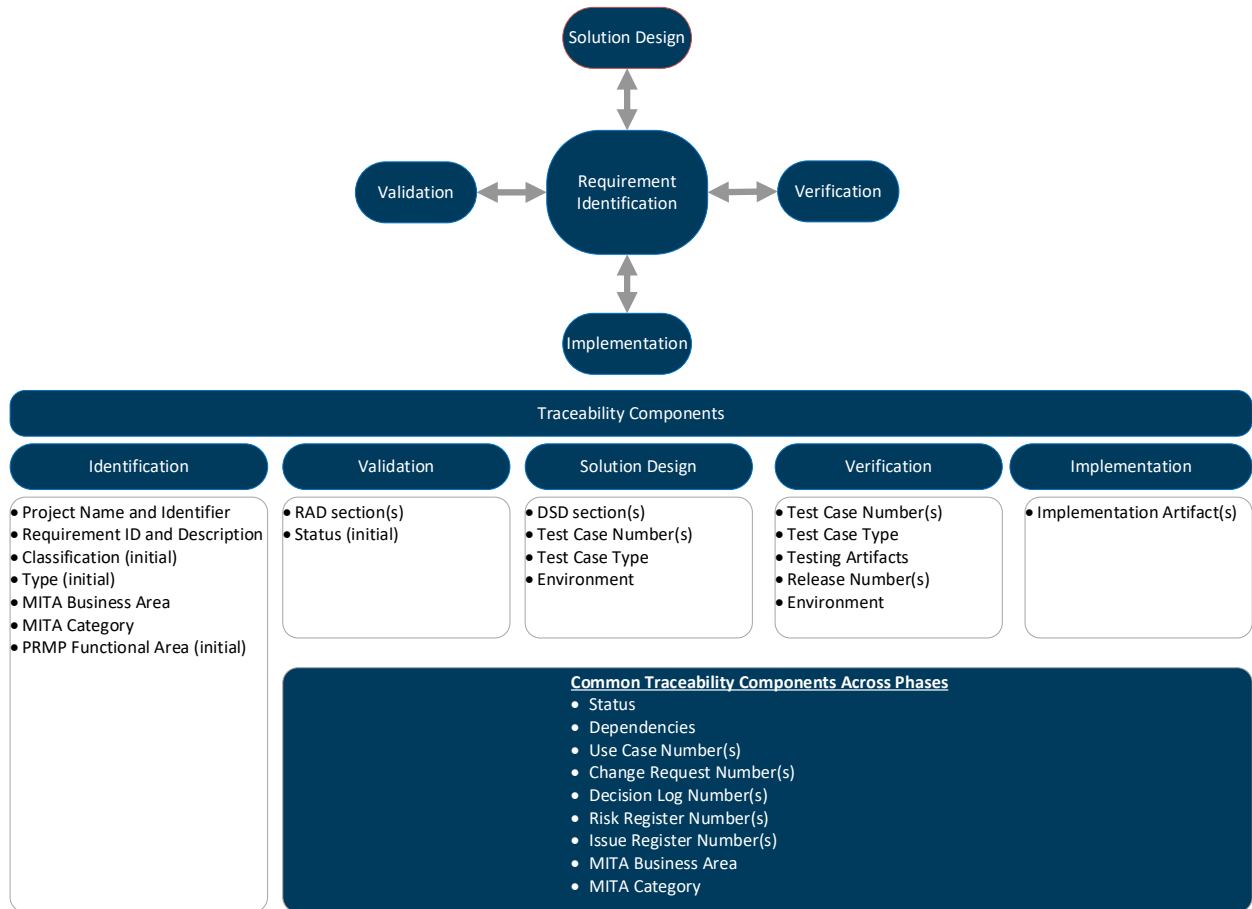 Solution Design
Validation
Requirement
Identification
Verification
Implementation
Traceability Components
Identification
Validation
Solution Design
Verification
Implementation
• Project Name and Identifier
• Requirement ID and Description
• Classification (initial)
• Type (initial)
• MITA Business Area
• MITA Category
• PRMP Functional Area (initial)
• RAD section(s)
• Status (initial)
• DSD section(s)
• Test Case Number(s)
• Test Case Type
• Environment
• Test Case Number(s)
• Test Case Type
• Testing Artifacts
• Release Number(s)
• Environment
• Implementation Artifact(s)
Common Traceability Components Across Phases
• Status
• Dependencies
• Use Case Number(s)
• Change Request Number(s)
• Decision Log Number(s)
• Risk Register Number(s)
• Issue Register Number(s)
• MITA Business Area
• MITA Category